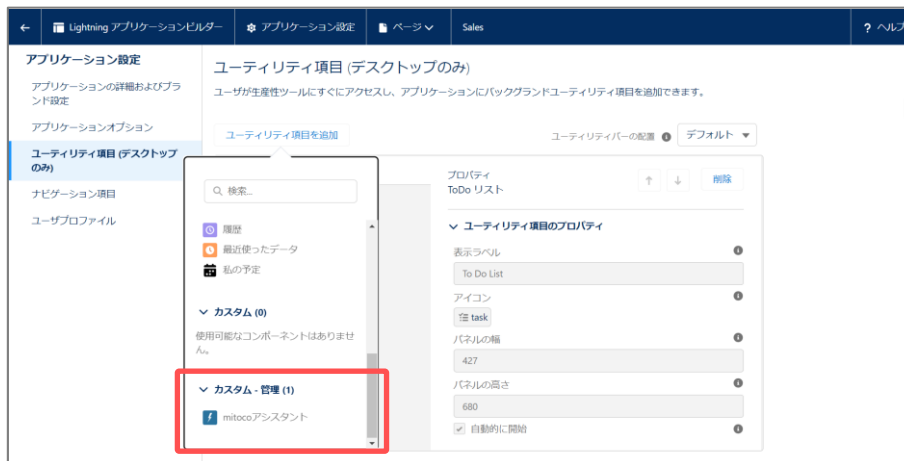 Lightning アプリケーションビルダー
アプリケーション設定
ページ
Sales
? ヘルプ
アプリケーション設定
アプリケーションの詳細およびブラ
ンド設定
アプリケーションオプション
ユーティリティ項目 (デスクトップ
のみ)
ナビゲーション項目
ユーザプロファイル
ユーティリティ項目 (デスクトップのみ)
ユーザが生産性ツールにすぐにアクセスし、アプリケーションにバックグランドユーティリティ項目を追加できます。
ユーティリティ項目を追加
ユーティリティバーの配置
デフォルト
検索...
履歴
最近使ったデータ
私の予定
カスタム (0)
使用可能なコンポーネントはありませ
ん。
カスタム - 管理 (1)
mitocoアシスタント
プロパティ
ToDo リスト
削除
ユーティリティ項目のプロパティ
表示ラベル
To Do List
アイコン
task
パネルの幅
427
パネルの高さ
680
自動的に開始